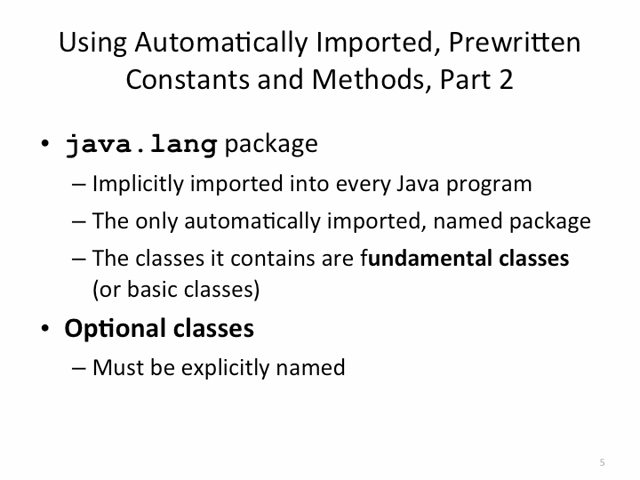 Using Automatically Imported, Prewritten
Constants and Methods, Part 2
• java.lang package
– Implicitly imported into every Java program
– The only automatically imported, named package
– The classes it contains are fundamental classes
(or basic classes)
• Optional classes
– Must be explicitly named
5